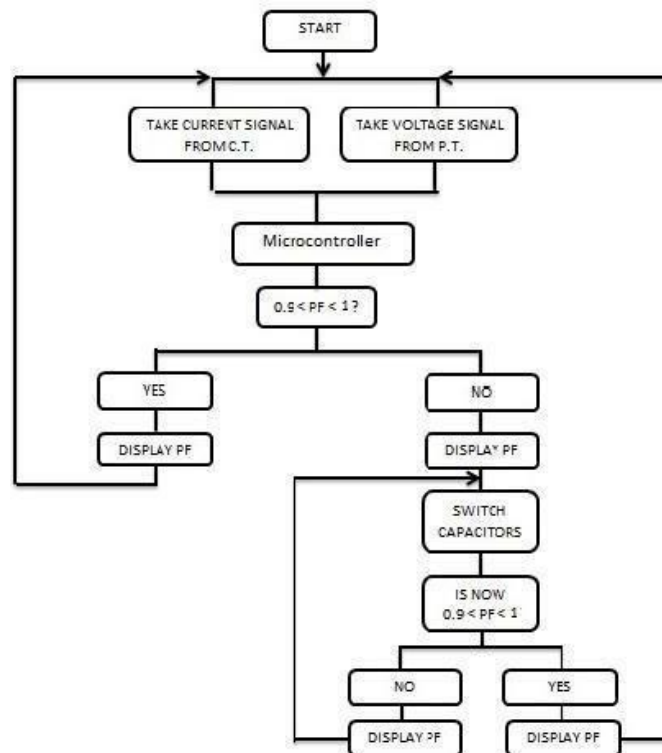 START
TAKE CURRENT SIGNAL
FROM C.T.
TAKE VOLTAGE SIGNAL
FROM P.T.
Microcontroller
0.9 < PF < 1 ?
YES
NO
DISPLAY PF
DISPLAY PF
SWITCH
CAPACITORS
IS NOW
0.9 < PF < 1
NO
YES
DISPLAY PF
DISPLAY PF